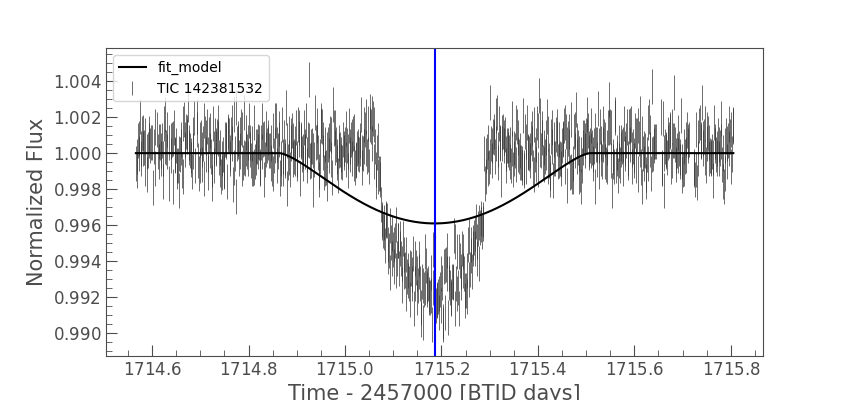 fit_model
TIC 142381532
1.004
1.002
1.000
0.998
0.996
0.994
0.992
0.990
Normalized Flux
1714.6 1714.8 1715.0 1715.2 1715.4 1715.6 1715.8
Time - 2457000 [BTJD days]